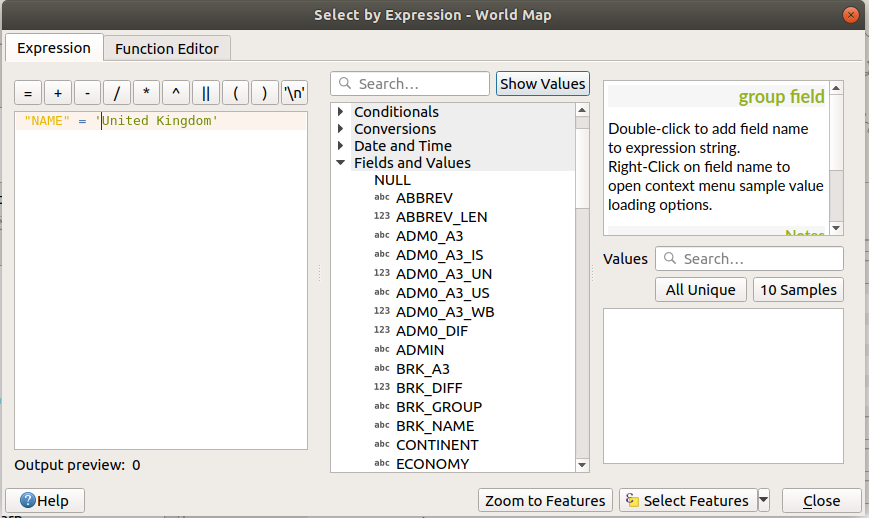 Select by Expression - World Map
Expression
Function Editor
= + - / * ^ || ( ) '\n'
"NAME" = 'United Kingdom'
Output preview: 0
Search...
Show Values
Conditionals
Conversions
Date and Time
Fields and Values
NULL
abc ABBREV
123 ABBREV_LEN
abc ADM0_A3
abc ADM0_A3_IS
123 ADM0_A3_UN
abc ADM0_A3_US
123 ADM0_A3_WB
123 ADM0_DIF
abc ADMIN
abc BRK_A3
123 BRK_DIFF
abc BRK_GROUP
abc BRK_NAME
abc CONTINENT
abc ECONOMY
group field
Double-click to add field name
to expression string.
Right-Click on field name to
open context menu sample value
loading options.
Notes
Values
Search...
All Unique
10 Samples
Help
Zoom to Features
Select Features
Close